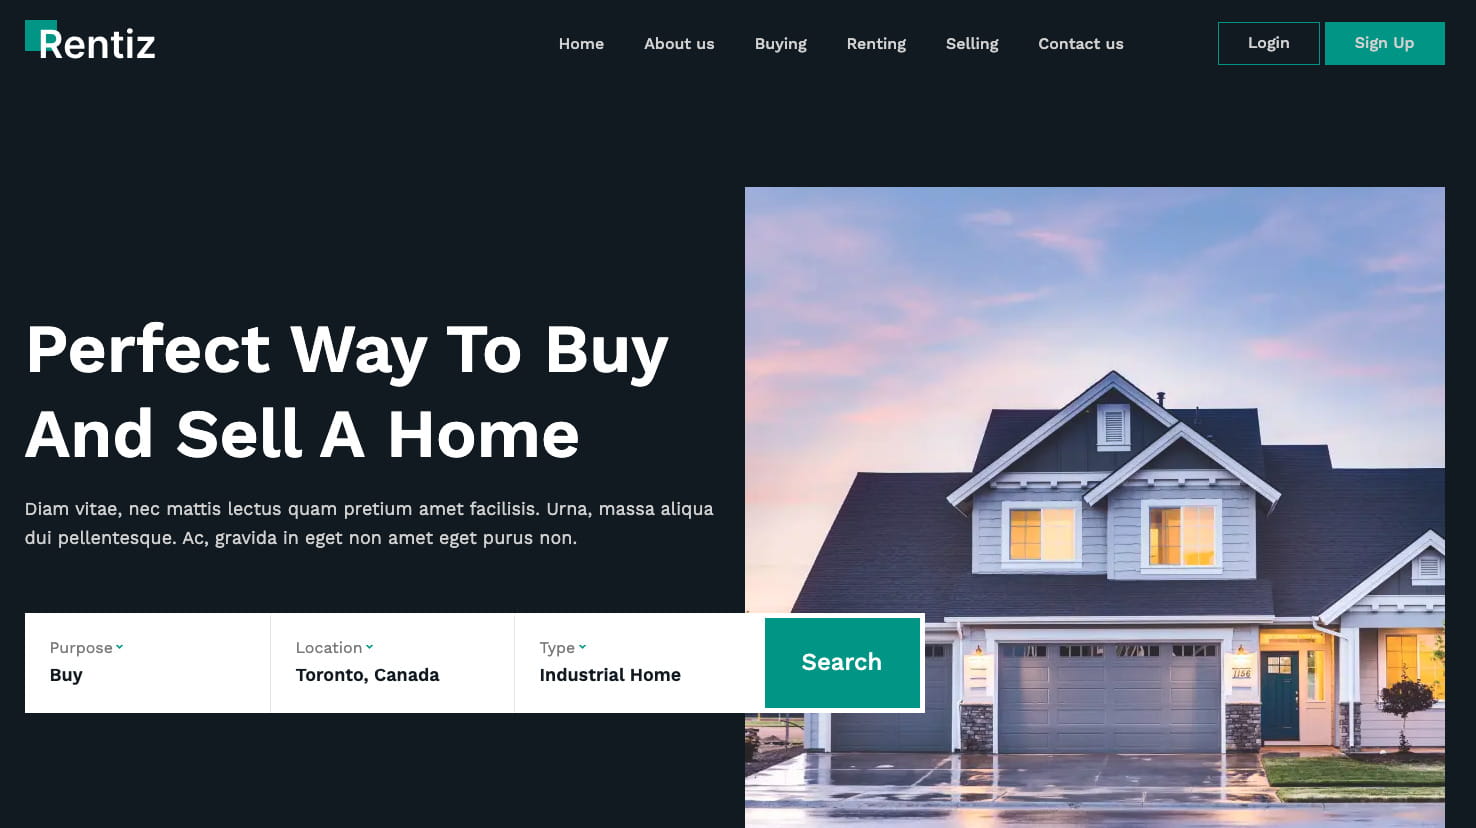 Rentiz
Home About us Buying Renting Selling Contact us Login Sign Up
Perfect Way To Buy
And Sell A Home
Diam vitae, nec mattis lectus quam pretium amet facilisis. Urna, massa aliqua
dui pellentesque. Ac, gravida in eget non amet eget purus non.
Purpose Location Type
Buy Toronto, Canada Industrial Home
Search
1156